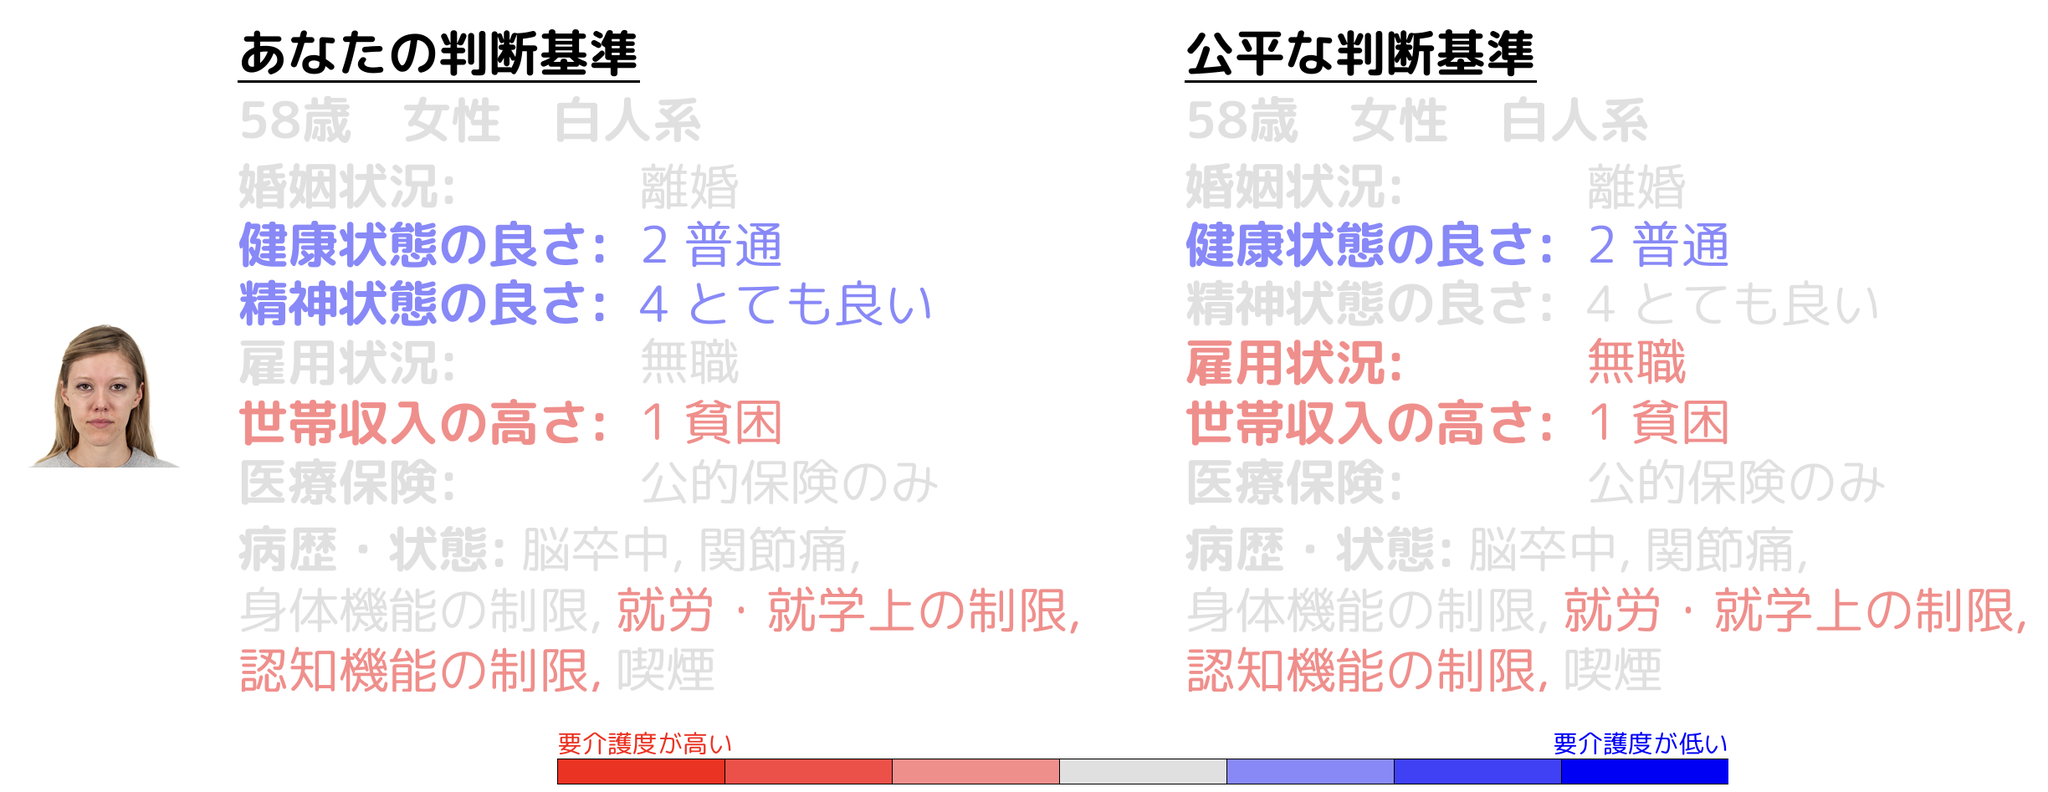 あなたの判断基準
58歳　女性　白人系
婚姻状況: 離婚
健康状態の良さ: 2 普通
精神状態の良さ: 4 とても良い
雇用状況: 無職
世帯収入の高さ: 1 貧困
医療保険: 公的保険のみ
病歴・状態: 脳卒中, 関節痛,
身体機能の制限, 就労・就学上の制限,
認知機能の制限, 喫煙
公平な判断基準
58歳　女性　白人系
婚姻状況: 離婚
健康状態の良さ: 2 普通
精神状態の良さ: 4 とても良い
雇用状況: 無職
世帯収入の高さ: 1 貧困
医療保険: 公的保険のみ
病歴・状態: 脳卒中, 関節痛,
身体機能の制限, 就労・就学上の制限,
認知機能の制限, 喫煙
要介護度が高い
要介護度が低い